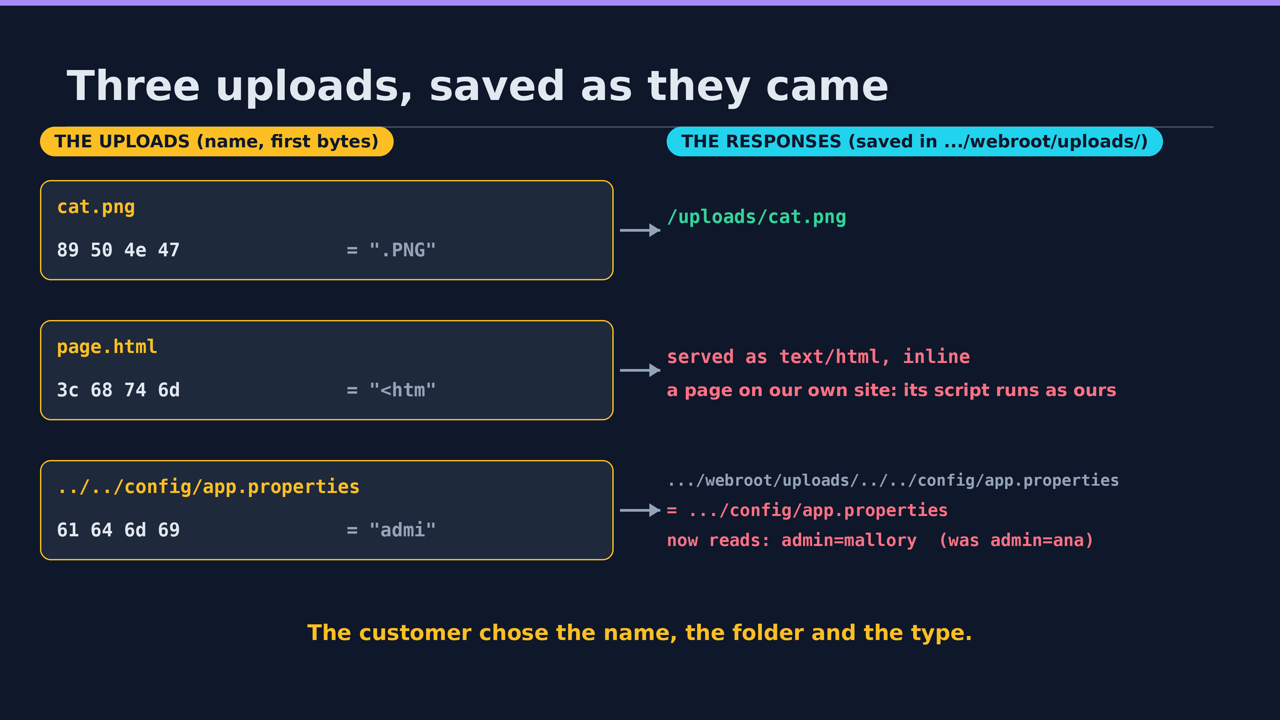 Three uploads, saved as they came
THE UPLOADS (name, first bytes)
THE RESPONSES (saved in .../webroot/uploads/)
cat.png
89 50 4e 47 = ".PNG"
/uploads/cat.png
page.html
3c 68 74 6d = "<htm"
served as text/html, inline
a page on our own site: its script runs as ours
../../config/app.properties
61 64 6d 69 = "admi"
.../webroot/uploads/../../config/app.properties
= .../config/app.properties
now reads: admin=mallory (was admin=ana)
The customer chose the name, the folder and the type.